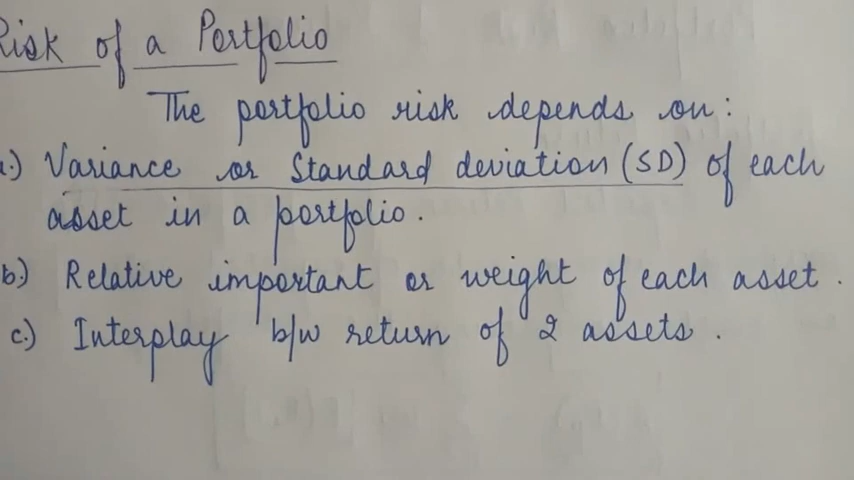 Risk of a Portfolio
The portfolio risk depends on:
a.) Variance or Standard deviation (SD) of each
asset in a portfolio.
b.) Relative important or weight of each asset.
c.) Interplay b/w return of 2 assets.